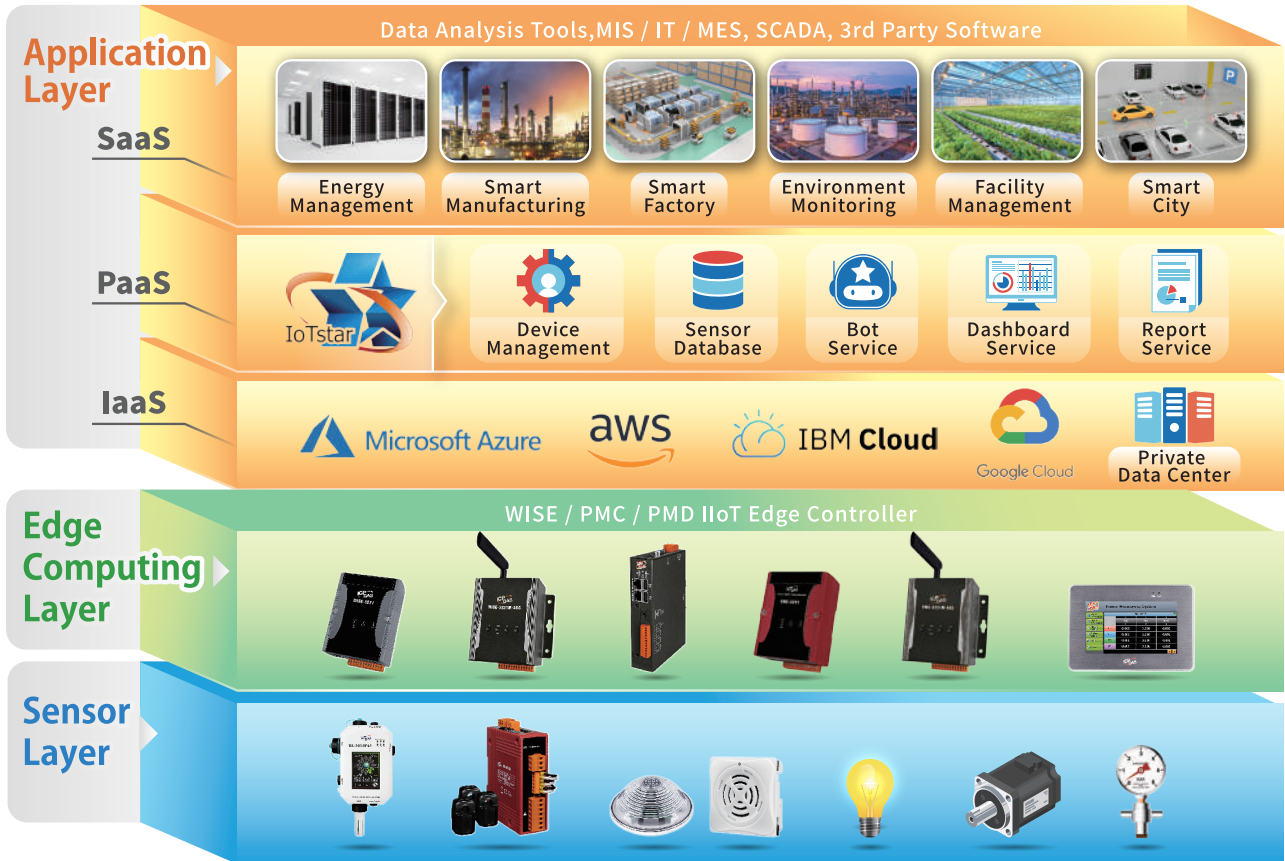 Application
Layer
Data Analysis Tools,MIS / IT / MES, SCADA, 3rd Party Software
P
SaaS
Energy
Management
Smart
Manufacturing
Smart
Factory
Environment
Monitoring
Facility
Management
Smart
City
PaaS
IoTstar
Device
Management
Sensor
Database
Bot
Service
Dashboard
Service
Report
Service
IaaS
Microsoft Azure
aws
IBM Cloud
Google Cloud
Private
Data Center
Edge
Computing
Layer
WISE / PMC / PMD IIoT Edge Controller
Sensor
Layer